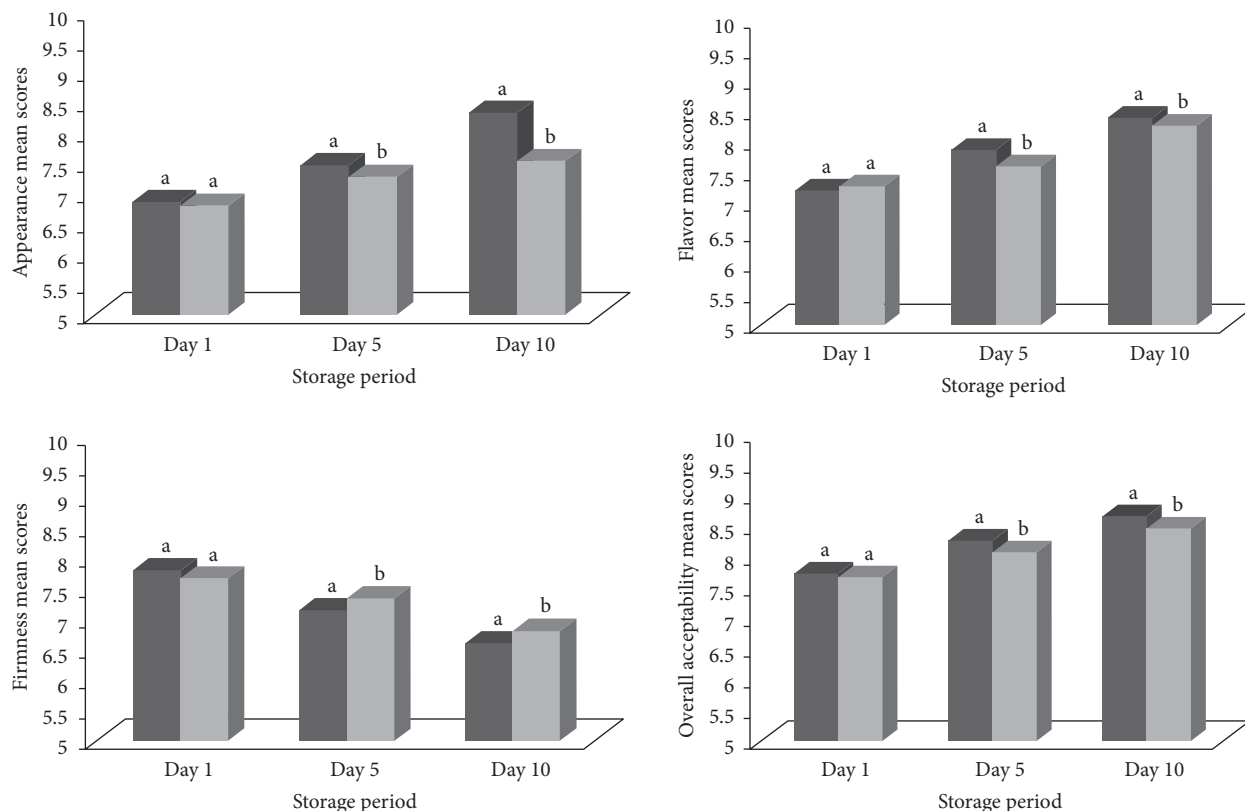 Appearance mean scores
10
9.5
9
8.5
8
7.5
7
6.5
6
5.5
5
a a
a b
a b
Day 1 Day 5 Day 10
Storage period
Flavor mean scores
10
9.5
9
8.5
8
7.5
7
6.5
6
5.5
5
a a
a b
a b
Day 1 Day 5 Day 10
Storage period
Firmness mean scores
10
9.5
9
8.5
8
7.5
7
6.5
6
5.5
5
a a
a b
a b
Day 1 Day 5 Day 10
Storage period
Overall acceptability mean scores
10
9.5
9
8.5
8
7.5
7
6.5
6
5.5
5
a a
a b
a b
Day 1 Day 5 Day 10
Storage period